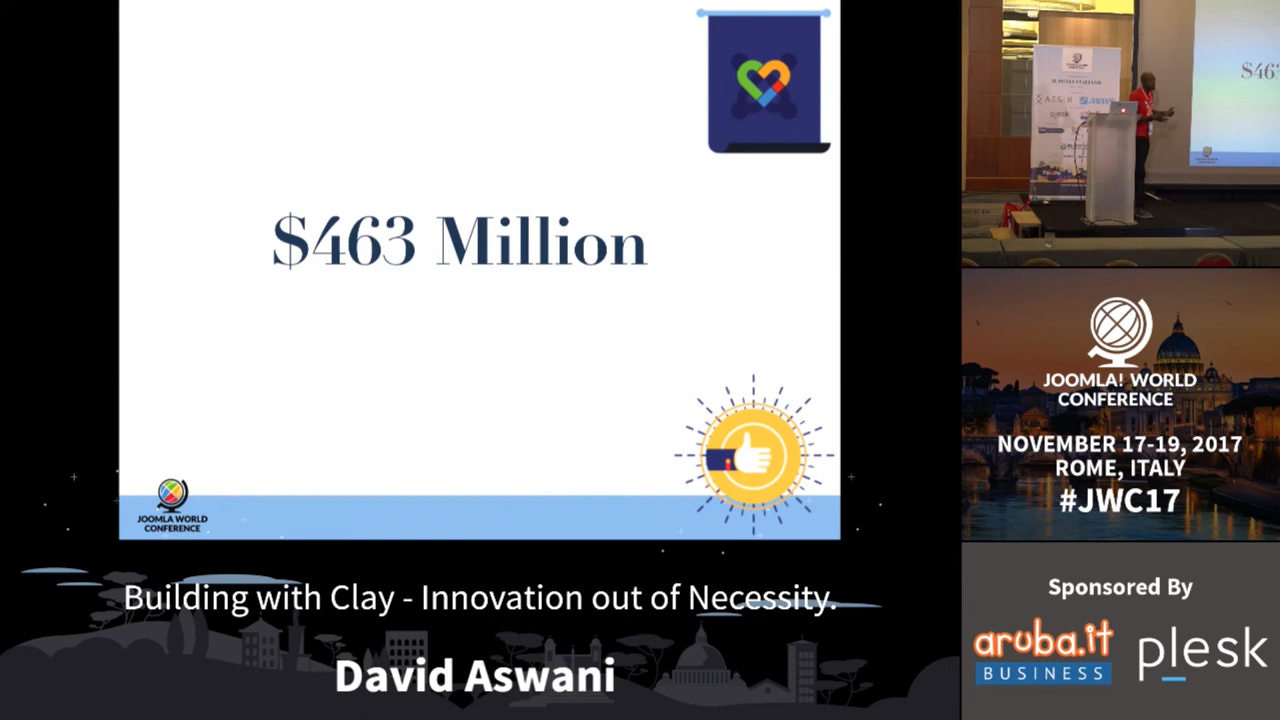 $463 Million
JOOMLA WORLD
CONFERENCE
Building with Clay - Innovation out of Necessity.
David Aswani
$463
JOOMLA! WORLD
CONFERENCE
NOVEMBER 17-19, 2017
ROME, ITALY
#JWC17
Sponsored By
aruba.it
BUSINESS
plesk